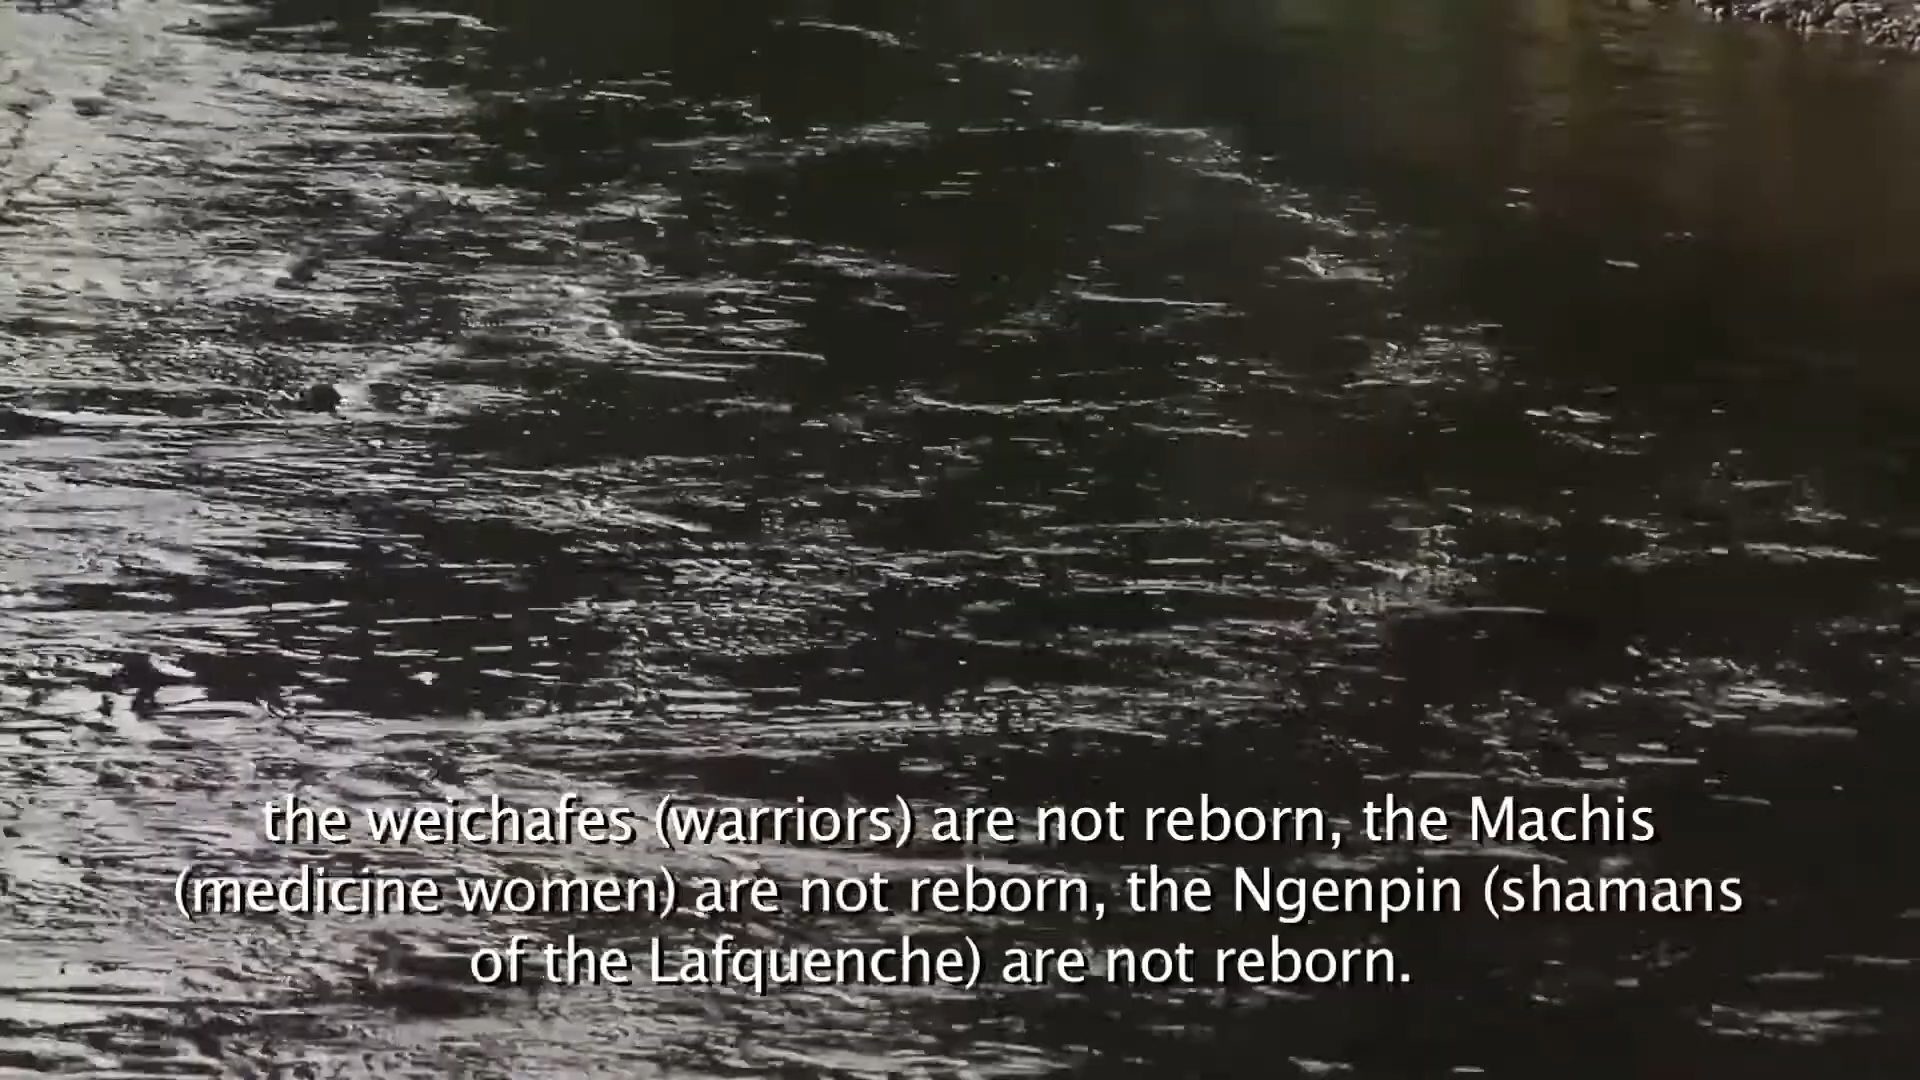 the weichafes (warriors) are not reborn, the Machis
(medicine women) are not reborn, the Ngenpin (shamans
of the Lafquenche) are not reborn.